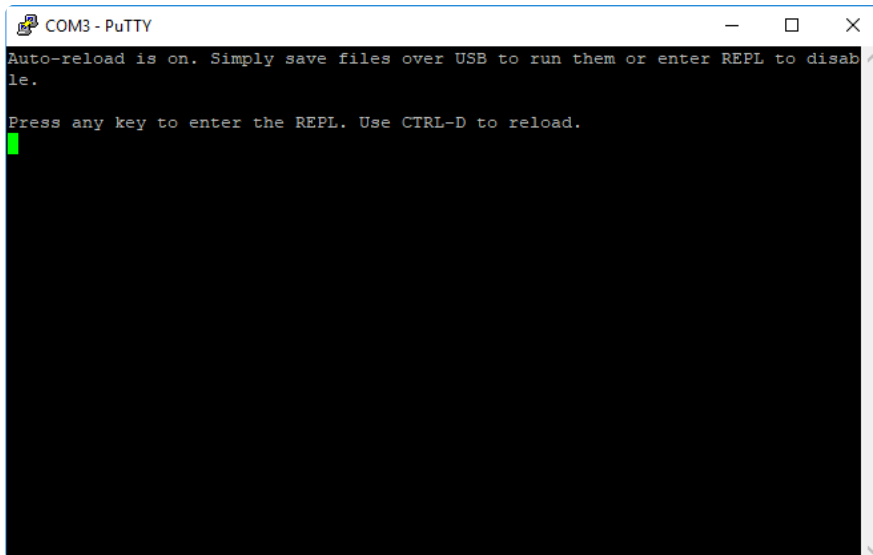 COM3 - PuTTY
Auto-reload is on. Simply save files over USB to run them or enter REPL to disab
le.
Press any key to enter the REPL. Use CTRL-D to reload.